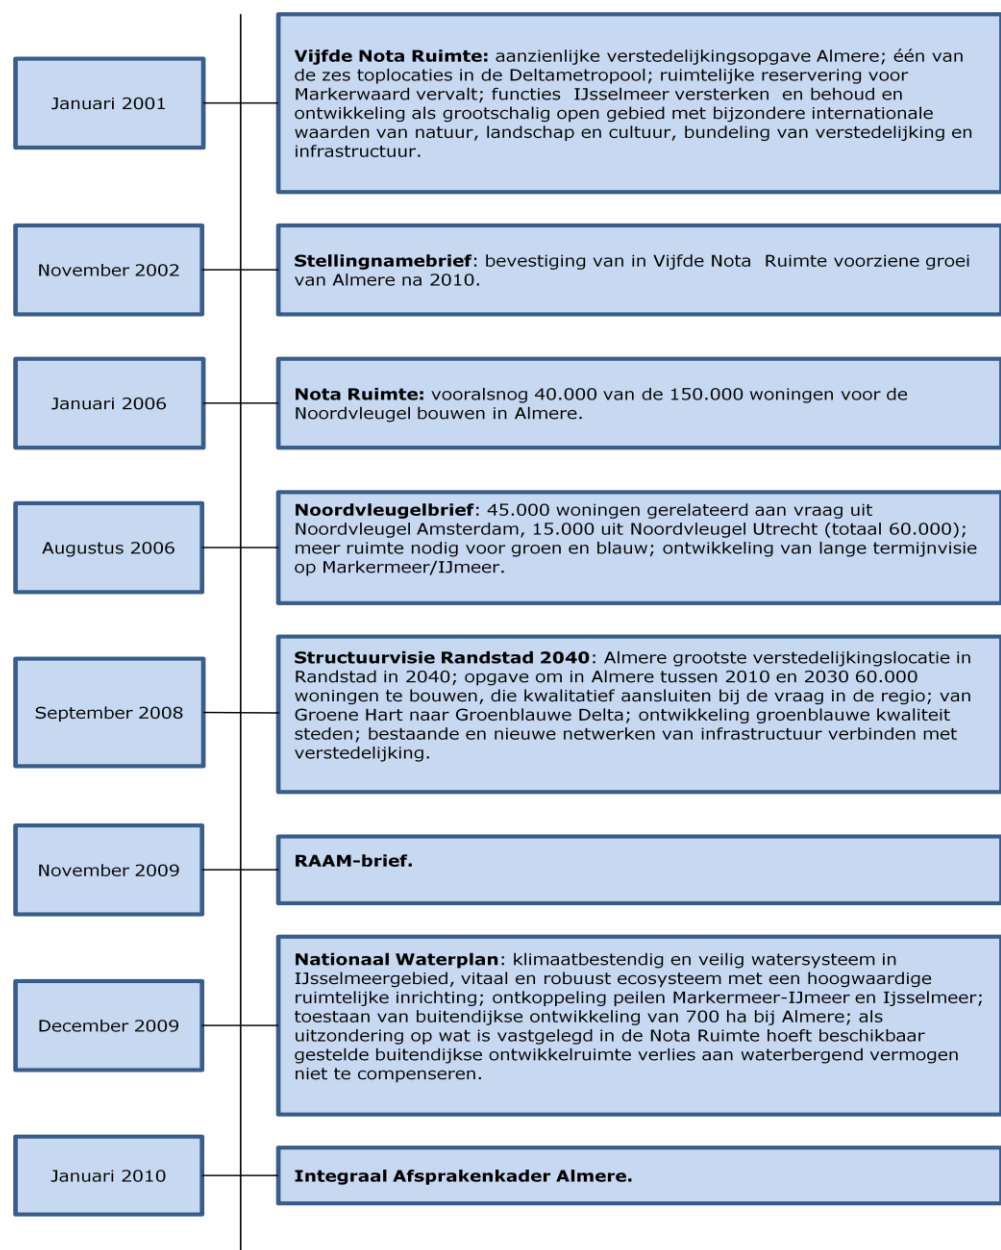 Januari 2001
Vijfde Nota Ruimte: aanzienlijke verstedelijkingsopgave Almere; één van
de zes toplocaties in de Deltametropool; ruimtelijke reservering voor
Markerwaard vervalt; functies IJsselmeer versterken en behoud en
ontwikkeling als grootschalig open gebied met bijzondere internationale
waarden van natuur, landschap en cultuur, bundeling van verstedelijking en
infrastructuur.
November 2002
Stellingnamebrief: bevestiging van in Vijfde Nota Ruimte voorziene groei
van Almere na 2010.
Januari 2006
Nota Ruimte: vooralsnog 40.000 van de 150.000 woningen voor de
Noordvleugel bouwen in Almere.
Augustus 2006
Noordvleugelbrief: 45.000 woningen gerelateerd aan vraag uit
Noordvleugel Amsterdam, 15.000 uit Noordvleugel Utrecht (totaal 60.000);
meer ruimte nodig voor groen en blauw; ontwikkeling van lange termijnvisie
op Markermeer/IJmeer.
September 2008
Structuurvisie Randstad 2040: Almere grootste verstedelijkingslocatie in
Randstad in 2040; opgave om in Almere tussen 2010 en 2030 60.000
woningen te bouwen, die kwalitatief aansluiten bij de vraag in de regio; van
Groene Hart naar Groenblauwe Delta; ontwikkeling groenblauwe kwaliteit
steden; bestaande en nieuwe netwerken van infrastructuur verbinden met
verstedelijking.
November 2009
RAAM-brief.
December 2009
Nationaal Waterplan: klimaatbestendig en veilig watersysteem in
IJsselmeergebied, vitaal en robuust ecosysteem met een hoogwaardige
ruimtelijke inrichting; ontkoppeling peilen Markermeer-IJmeer en Ijsselmeer;
toestaan van buitendijkse ontwikkeling van 700 ha bij Almere; als
uitzondering op wat is vastgelegd in de Nota Ruimte hoeft beschikbaar
gestelde buitendijkse ontwikkelruimte verlies aan waterbergend vermogen
niet te compenseren.
Januari 2010
Integraal Afsprakenkader Almere.